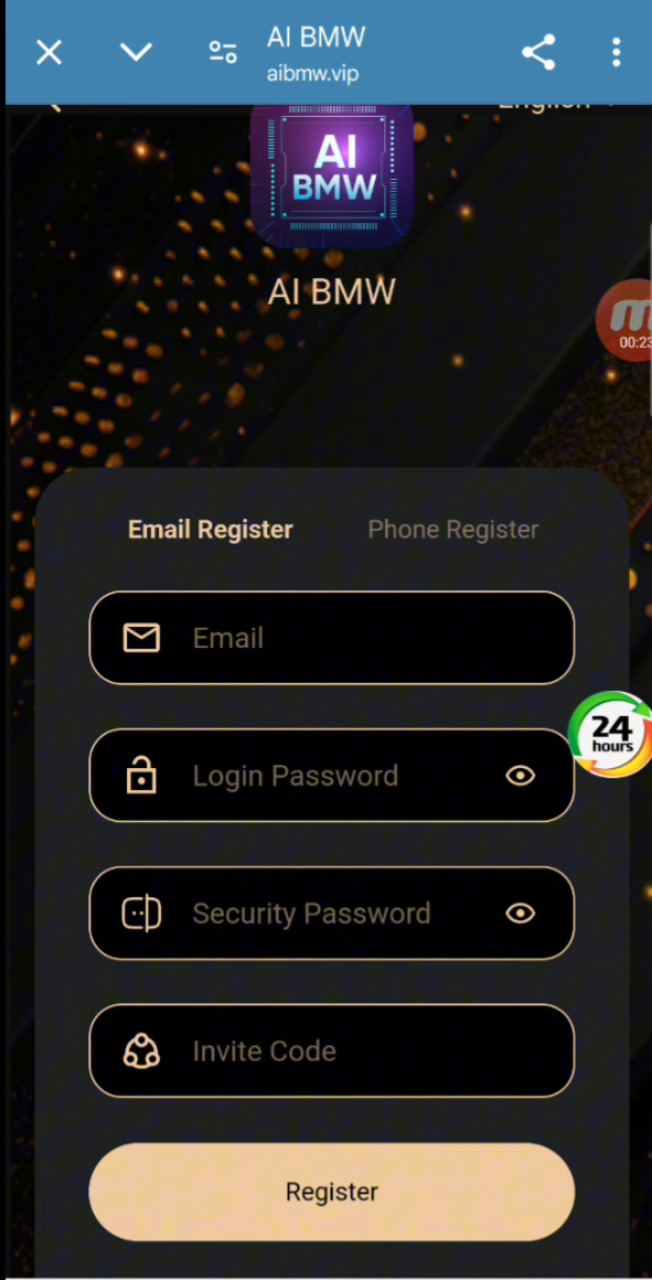 AI BMW
aibmw.vip
English
AI
BMW
AI BMW
00:23
Email Register
Phone Register
Email
24
hours
Login Password
Security Password
Invite Code
Register